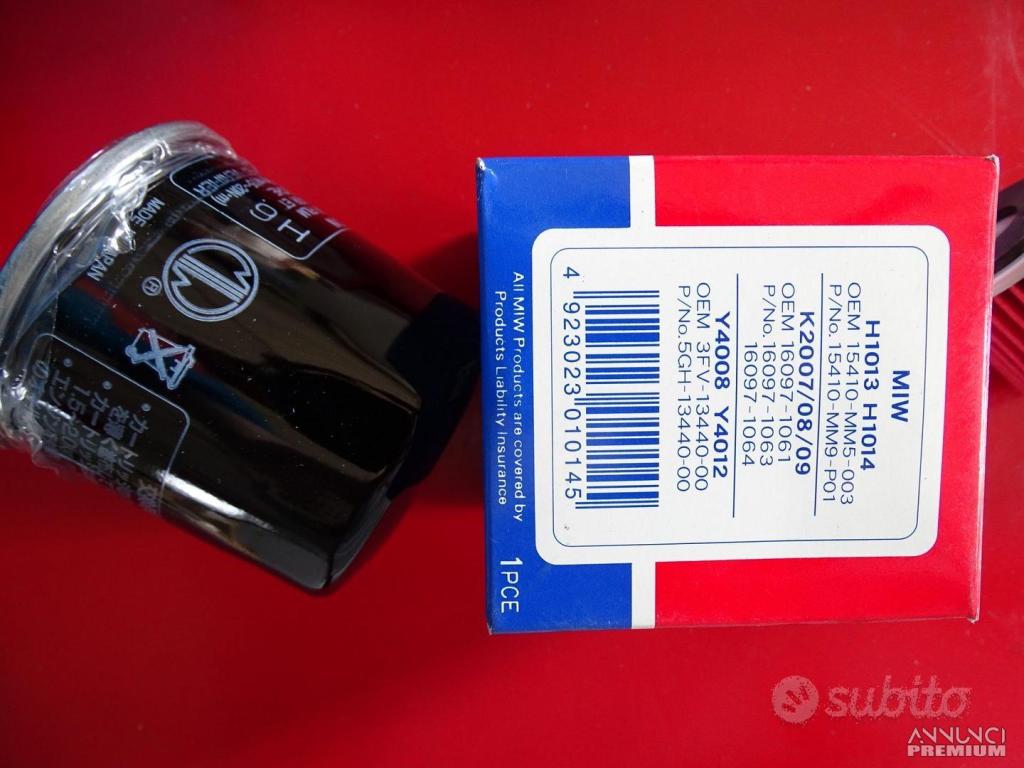 MIW
H1013 H1014
OEM 15410-MM5-003
P/No.15410-MM9-P01
K2007/08/09
OEM 16097-1061
P/No.16097-1063
16097-1064
Y4008 Y4012
OEM 3FV-13440-00
P/No.5GH-13440-00
4 923023 010145
All MIW Products are covered by
Products Liability Insurance
1PCE
MADE
JAPAN
®
subito
ANNUNCI
PREMIUM